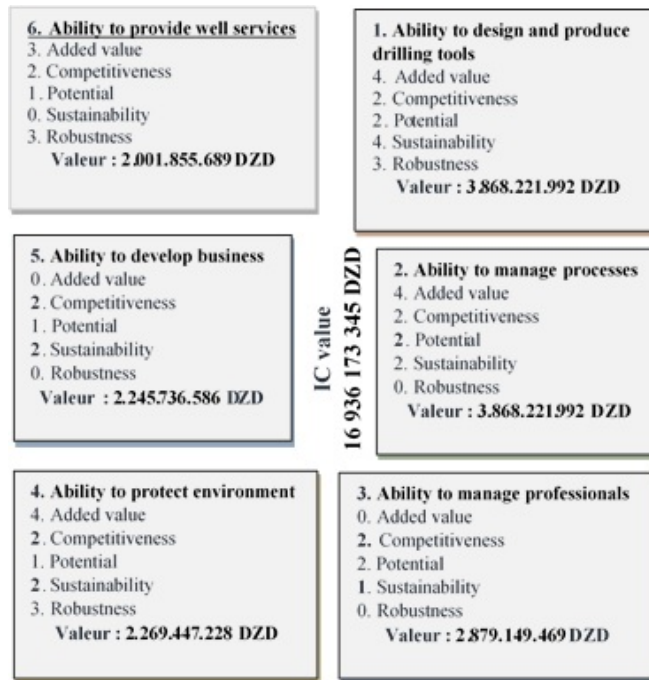 6. Ability to provide well services
3. Added value
2. Competitiveness
1. Potential
0. Sustainability
3. Robustness
Valeur : 2.001.855.689 DZD
1. Ability to design and produce
drilling tools
4. Added value
2. Competitiveness
2. Potential
4. Sustainability
3. Robustness
Valeur : 3.868.221.992 DZD
5. Ability to develop business
0. Added value
2. Competitiveness
1. Potential
2. Sustainability
0. Robustness
Valeur : 2.245.736.586 DZD
IC value
16 936 173 345 DZD
2. Ability to manage processes
4. Added value
2. Competitiveness
2. Potential
2. Sustainability
0. Robustness
Valeur : 3.868.221.992 DZD
4. Ability to protect environment
4. Added value
2. Competitiveness
1. Potential
2. Sustainability
3. Robustness
Valeur : 2.269.447.228 DZD
3. Ability to manage professionals
0. Added value
2. Competitiveness
2. Potential
1. Sustainability
0. Robustness
Valeur : 2.879.149.469 DZD